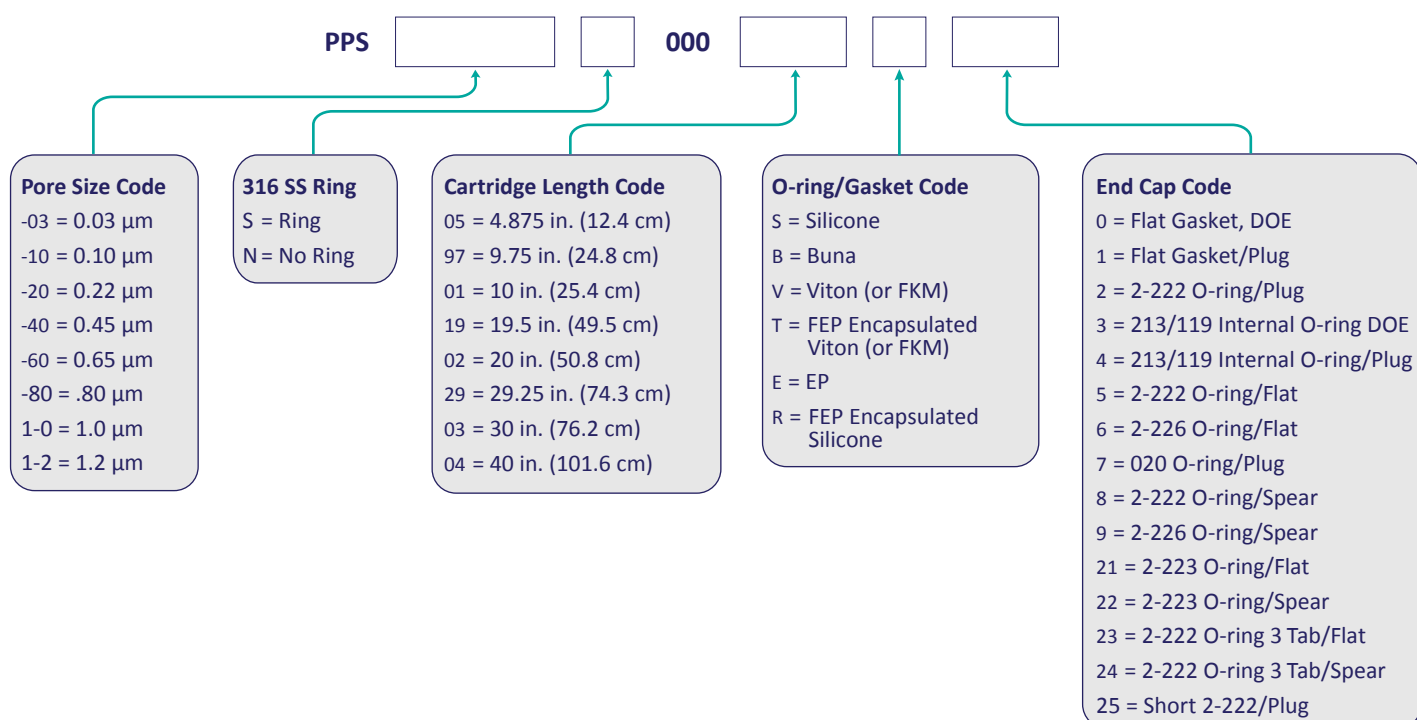 PPS 000
Pore Size Code
-03 = 0.03 µm
-10 = 0.10 µm
-20 = 0.22 µm
-40 = 0.45 µm
-60 = 0.65 µm
-80 = .80 µm
1-0 = 1.0 µm
1-2 = 1.2 µm
316 SS Ring
S = Ring
N = No Ring
Cartridge Length Code
05 = 4.875 in. (12.4 cm)
97 = 9.75 in. (24.8 cm)
01 = 10 in. (25.4 cm)
19 = 19.5 in. (49.5 cm)
02 = 20 in. (50.8 cm)
29 = 29.25 in. (74.3 cm)
03 = 30 in. (76.2 cm)
04 = 40 in. (101.6 cm)
O-ring/Gasket Code
S = Silicone
B = Buna
V = Viton (or FKM)
T = FEP Encapsulated
Viton (or FKM)
E = EP
R = FEP Encapsulated
Silicone
End Cap Code
0 = Flat Gasket, DOE
1 = Flat Gasket/Plug
2 = 2-222 O-ring/Plug
3 = 213/119 Internal O-ring DOE
4 = 213/119 Internal O-ring/Plug
5 = 2-222 O-ring/Flat
6 = 2-226 O-ring/Flat
7 = 020 O-ring/Plug
8 = 2-222 O-ring/Spear
9 = 2-226 O-ring/Spear
21 = 2-223 O-ring/Flat
22 = 2-223 O-ring/Spear
23 = 2-222 O-ring 3 Tab/Flat
24 = 2-222 O-ring 3 Tab/Spear
25 = Short 2-222/Plug